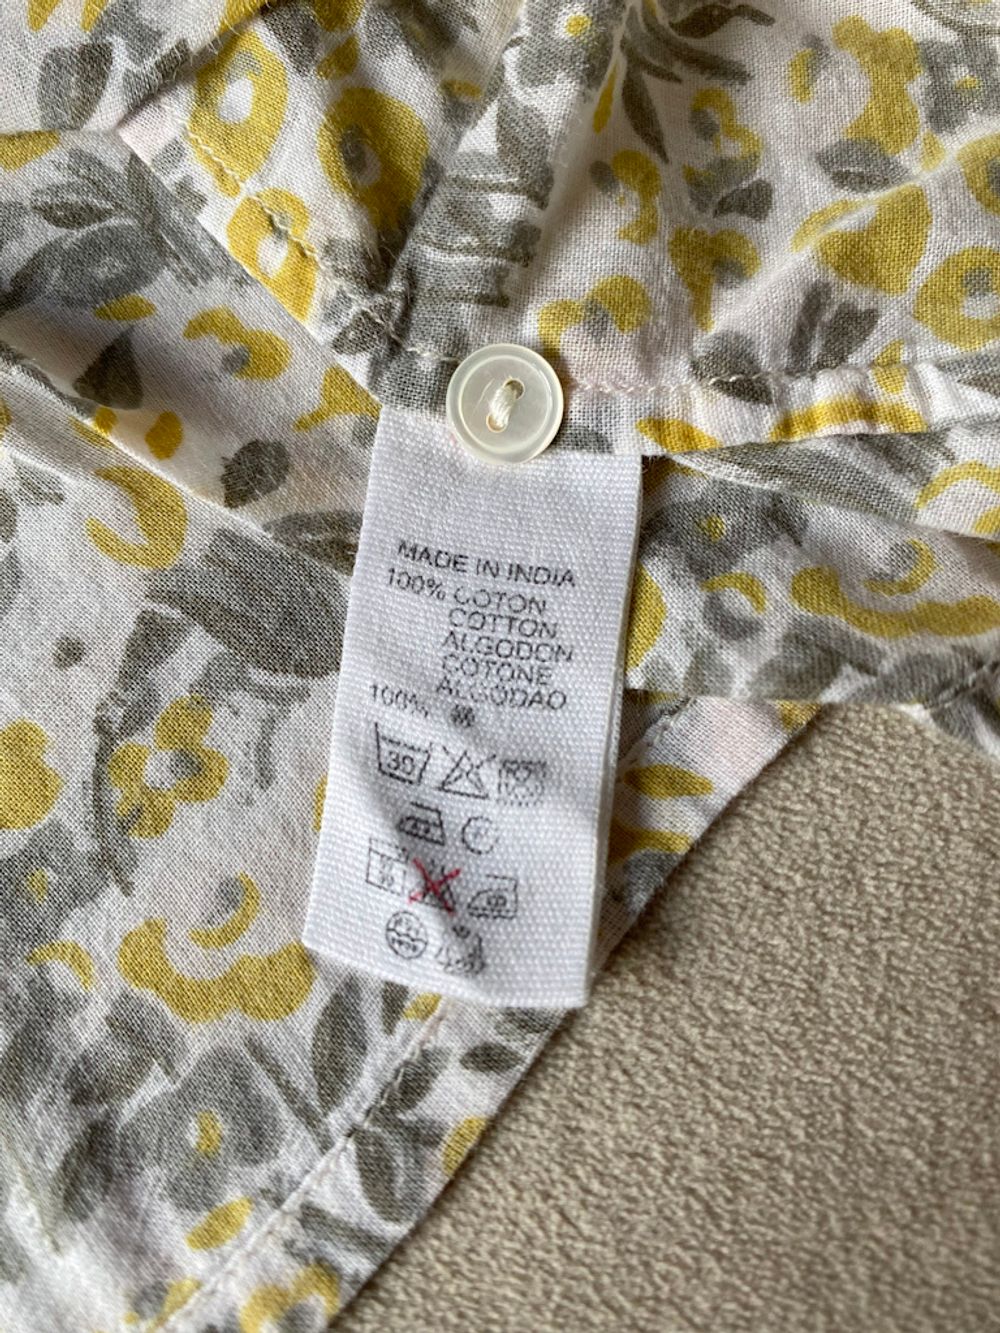 MADE IN INDIA
100% COTON
COTTON
ALGODON
COTONE
ALGODAO
100%
30